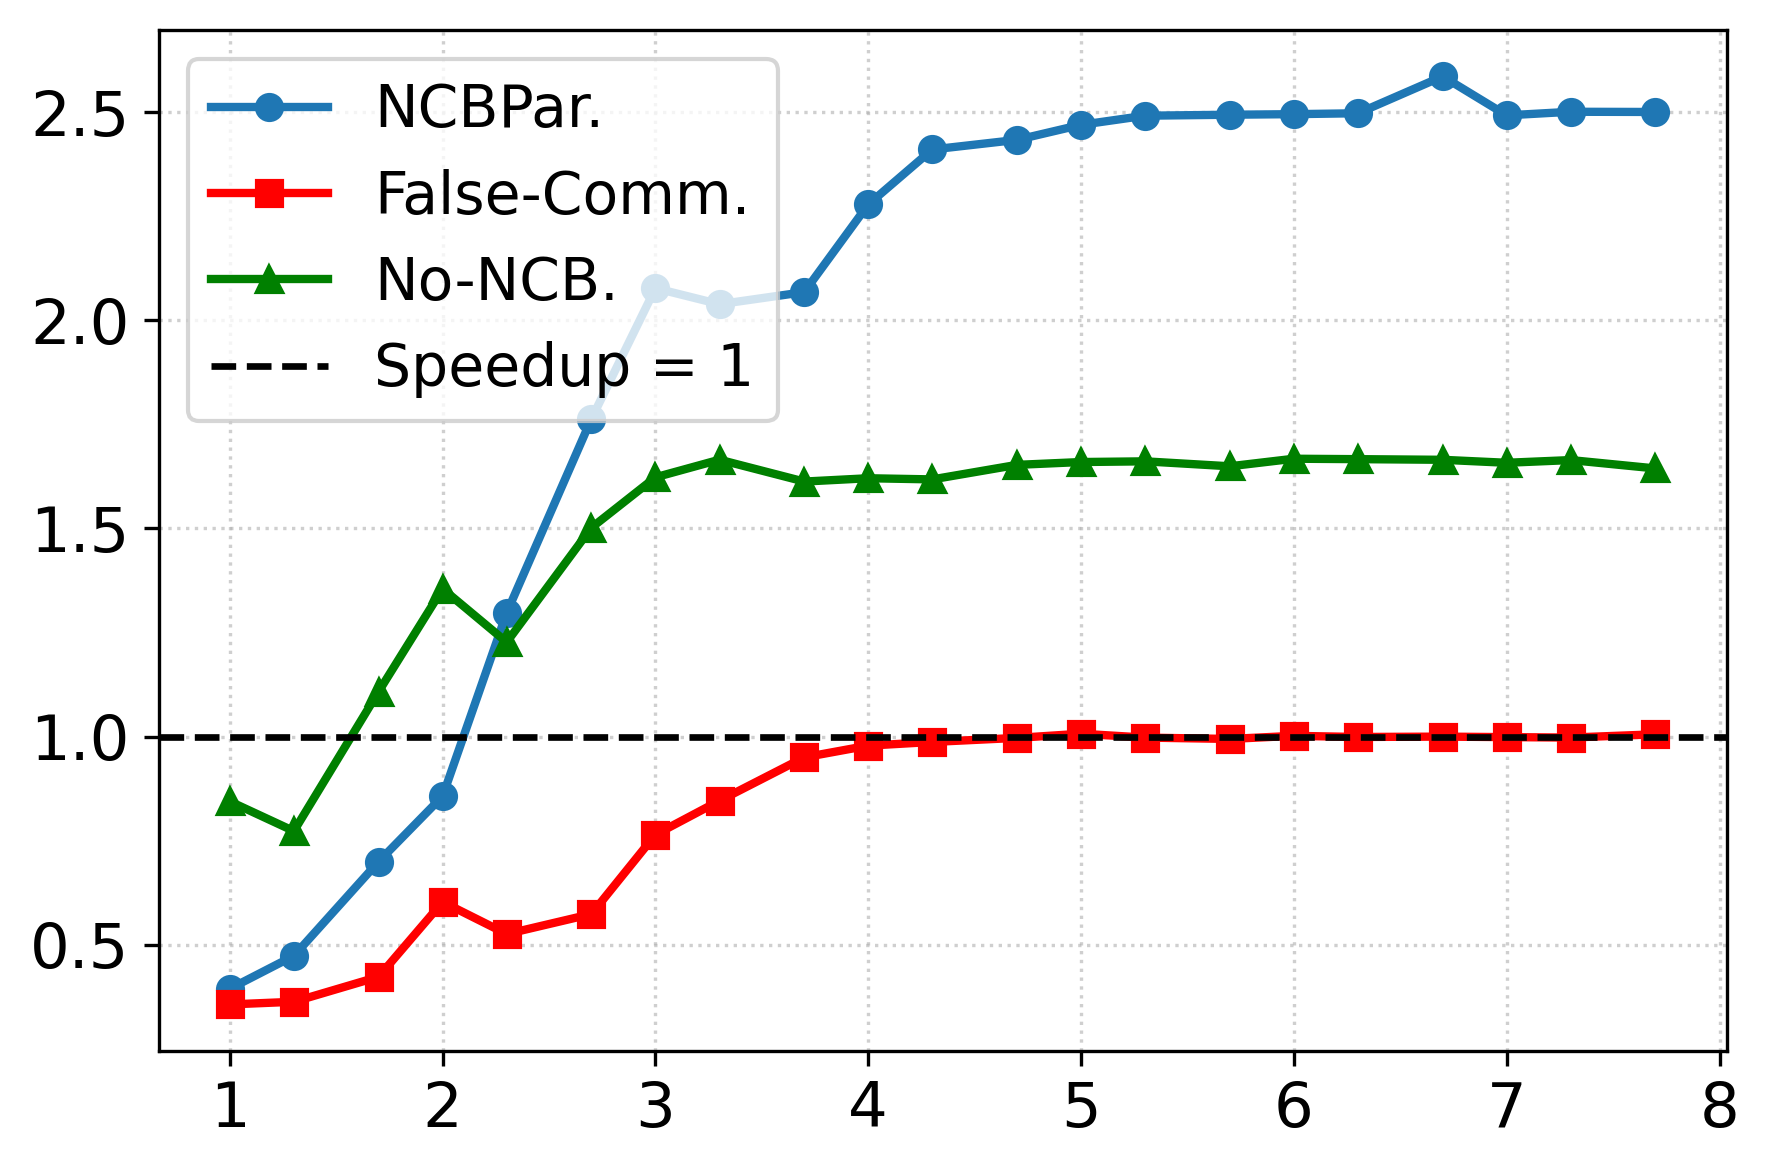 2.5
2.0
1.5
1.0
0.5
NCBPar.
False-Comm.
No-NCB.
Speedup = 1
1 2 3 4 5 6 7 8